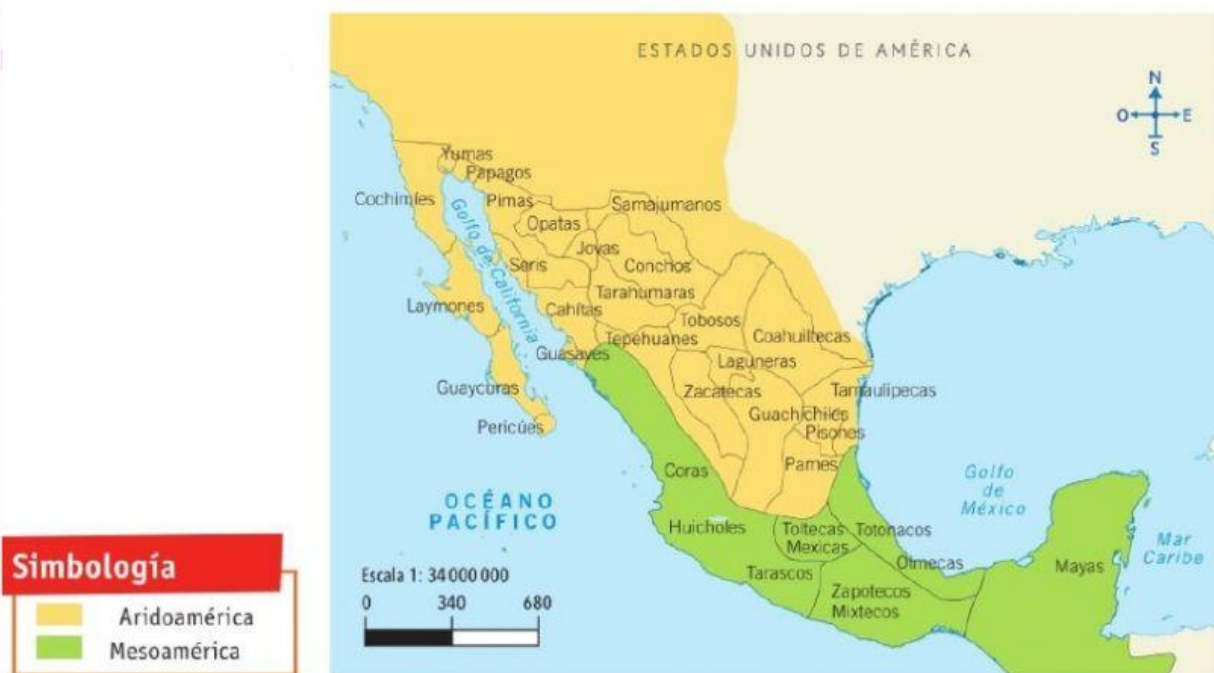 ESTADOS UNIDOS DE AMÉRICA
N
O
E
S
Yumas
Papagos
Cochimíes
Pimas
Samajumanos
Golfo de California
Opatas
Jovas
Seris
Conchos
Tarahumaras
Laymones
Cahítas
Tobosos
Tepehuanes
Coahuiltecas
Guasaves
Laguneras
Guaycuras
Zacatecas
Tamaulipecas
Guachichiles
Pericúes
Pisones
Coras
Pames
Golfo
de
México
OCÉANO
PACÍFICO
Huicholes
Toltecas
Mexicas
Totonacos
Olmecas
Mayas
Mar
Caribe
Tarascos
Zapotecos
Mixtecos
Escala 1: 34 000 000
0 340 680
Simbología
Aridoamérica
Mesoamérica